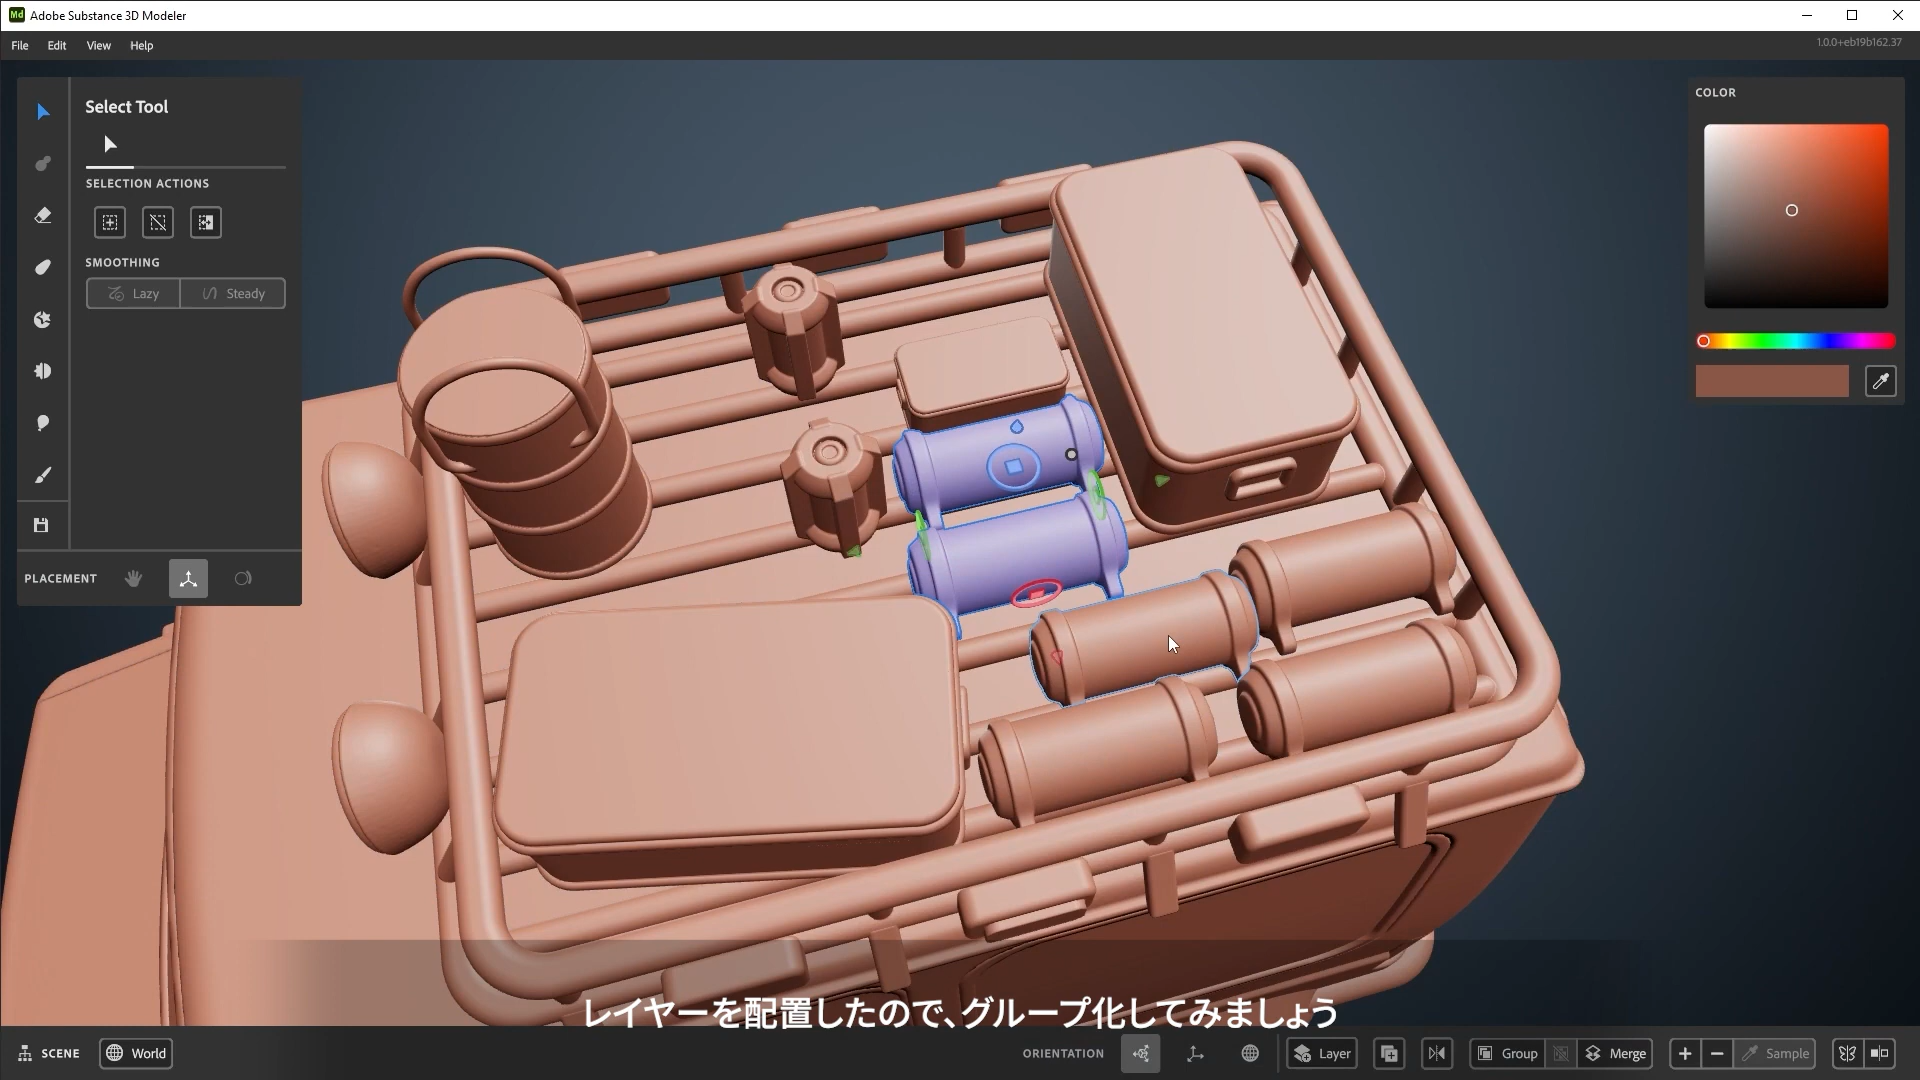 Md Adobe Substance 3D Modeler
File Edit View Help
1.0.0+eb19b162.37
Select Tool
SELECTION ACTIONS
SMOOTHING
Lazy Steady
PLACEMENT
COLOR
レイヤーを配置したので、グループ化してみましょう
SCENE World ORIENTATION Layer Group Merge Sample